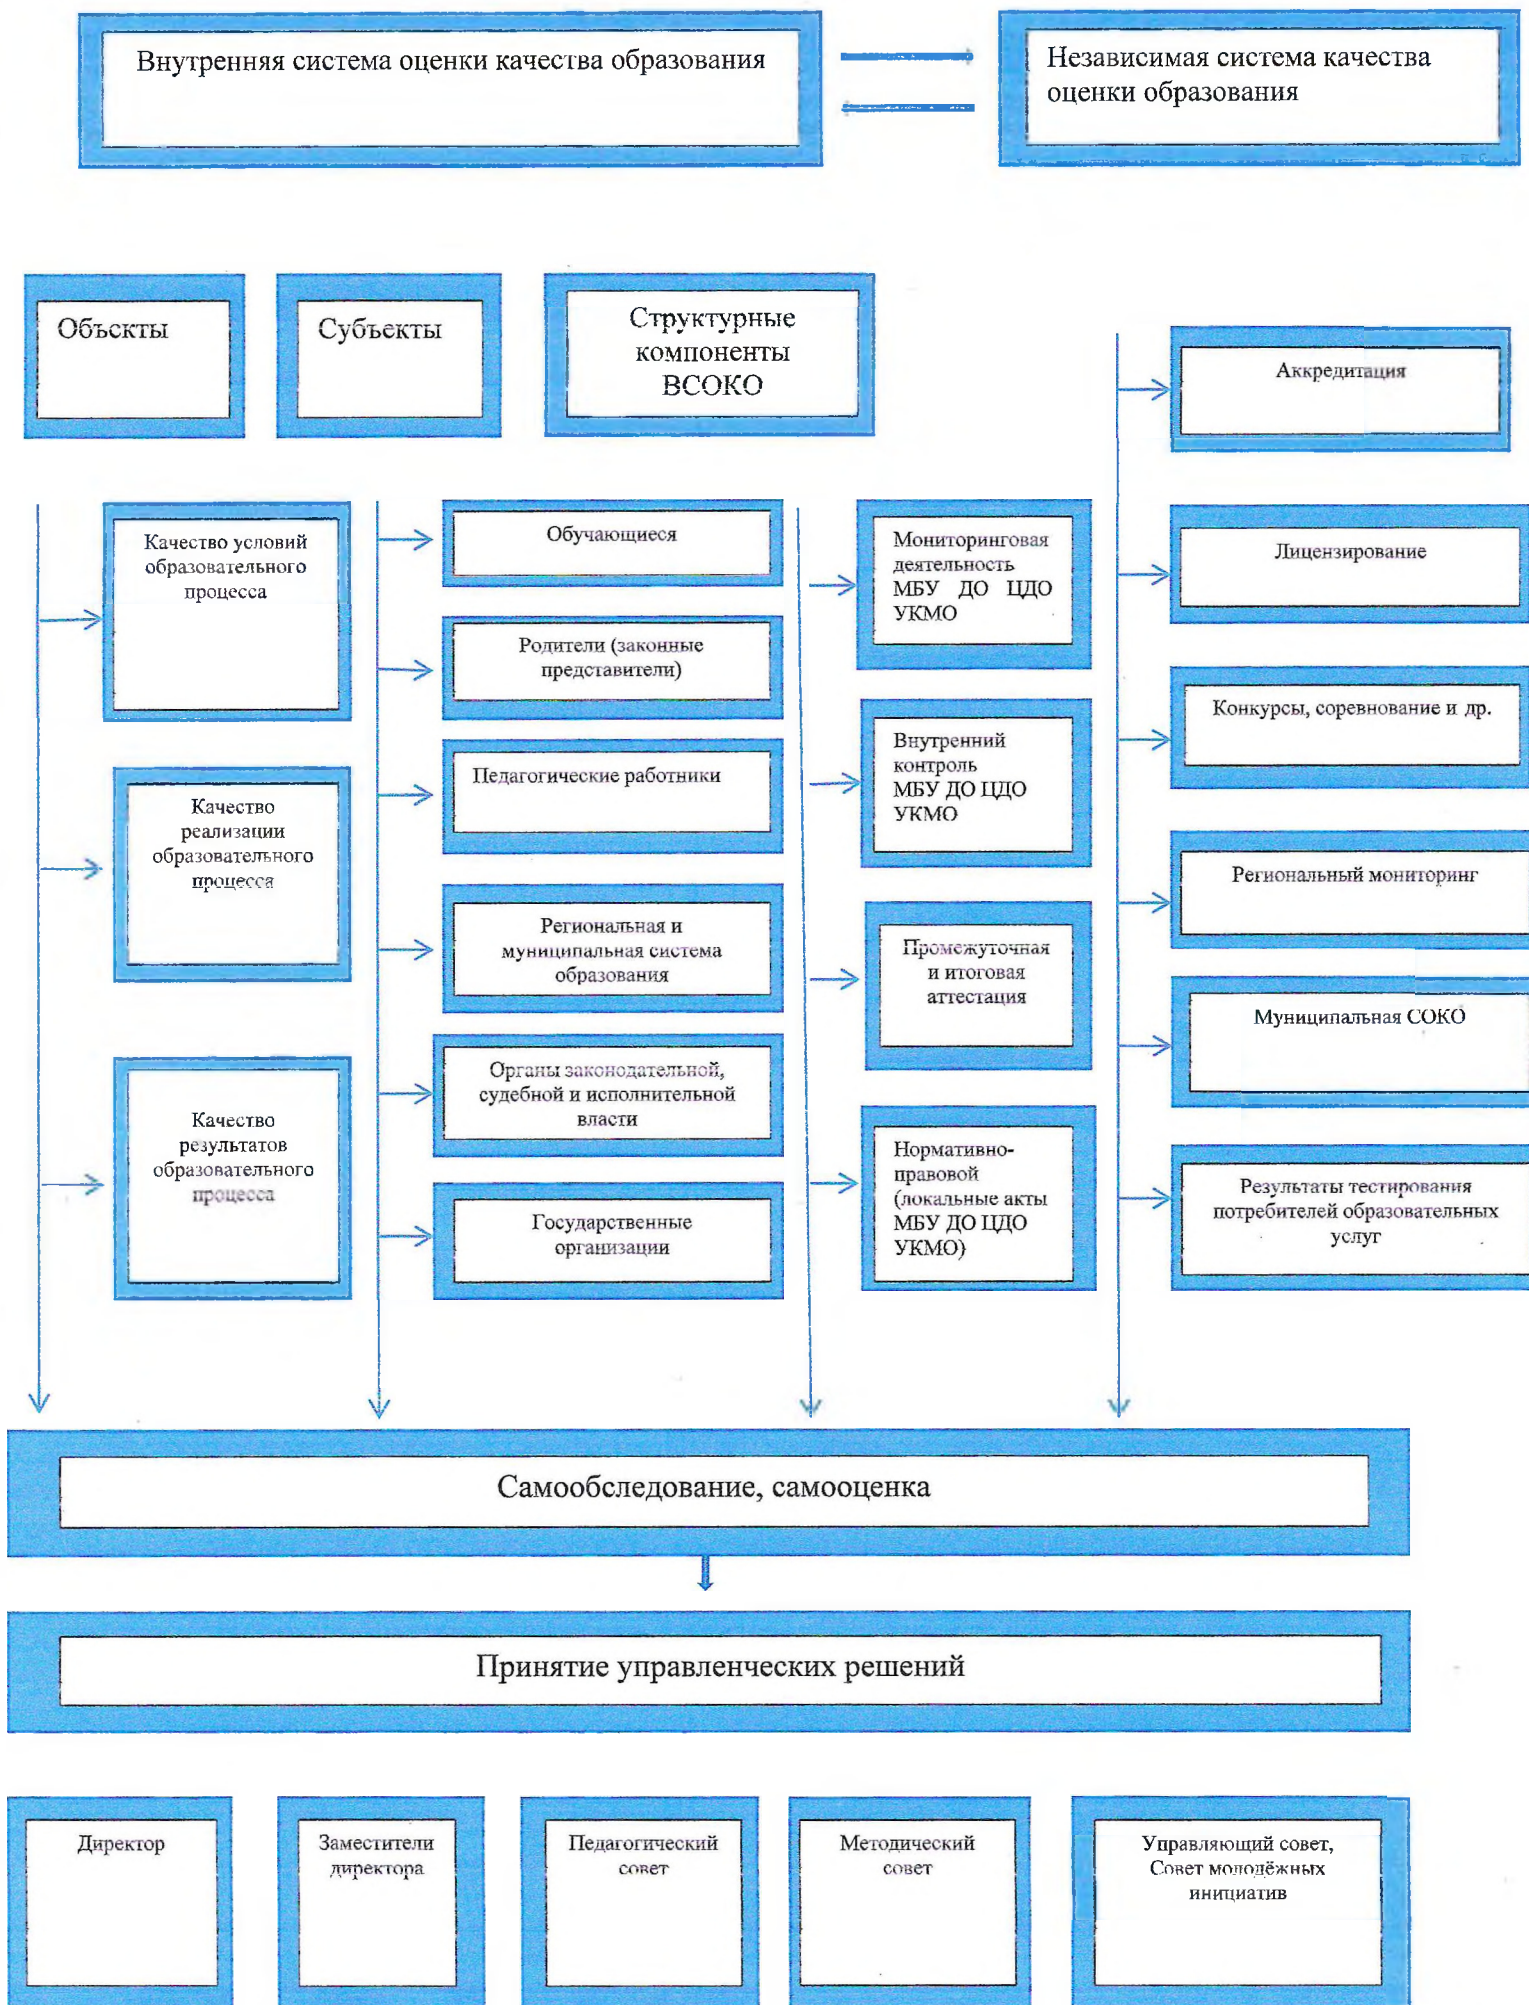 Внутренняя система оценки качества образования
Независимая система качества
оценки образования
Объекты
Субъекты
Структурные
компоненты
ВСОКО
Аккредитация
Качество условий
образовательного
процесса
Качество
реализации
образовательного
процесса
Качество
результатов
образовательного
процесса
Обучающиеся
Родители (законные
представители)
Педагогические работники
Региональная и
муниципальная система
образования
Органы законодательной,
судебной и исполнительной
власти
Государственные
организации
Мониторинговая
деятельность
МБУ ДО ЦДО
УКМО
Внутренний
контроль
МБУ ДО ЦДО
УКМО
Промежуточная
и итоговая
аттестация
Нормативно-
правовой
(локальные акты
МБУ ДО ЦДО
УКМО)
Лицензирование
Конкурсы, соревнование и др.
Региональный мониторинг
Муниципальная СОКО
Результаты тестирования
потребителей образовательных
услуг
Самообследование, самооценка
Принятие управленческих решений
Директор
Заместители
директора
Педагогический
совет
Методический
совет
Управляющий совет,
Совет молодёжных
инициатив